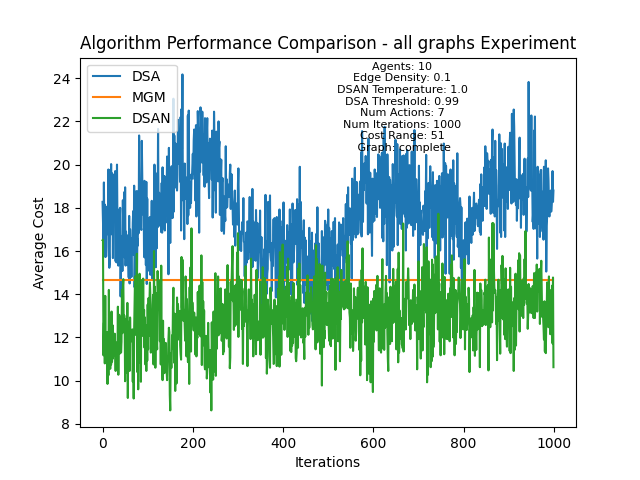 Algorithm Performance Comparison - all graphs Experiment
DSA
MGM
DSAN
Agents: 10
Edge Density: 0.1
DSAN Temperature: 1.0
DSA Threshold: 0.99
Num Actions: 7
Num Iterations: 1000
Cost Range: 51
Graph: complete
Average Cost
24
22
20
18
16
14
12
10
8
0
200
400
600
800
1000
Iterations